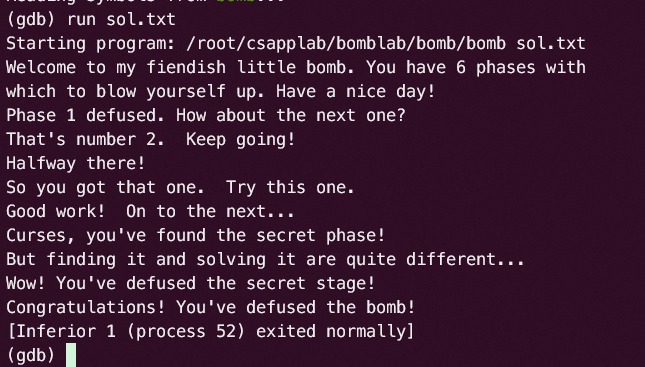 Reading symbols from bomb...
(gdb) run sol.txt
Starting program: /root/csapplab/bomblab/bomb/bomb sol.txt
Welcome to my fiendish little bomb. You have 6 phases with
which to blow yourself up. Have a nice day!
Phase 1 defused. How about the next one?
That's number 2.  Keep going!
Halfway there!
So you got that one.  Try this one.
Good work!  On to the next...
Curses, you've found the secret phase!
But finding it and solving it are quite different...
Wow! You've defused the secret stage!
Congratulations! You've defused the bomb!
[Inferior 1 (process 52) exited normally]
(gdb)